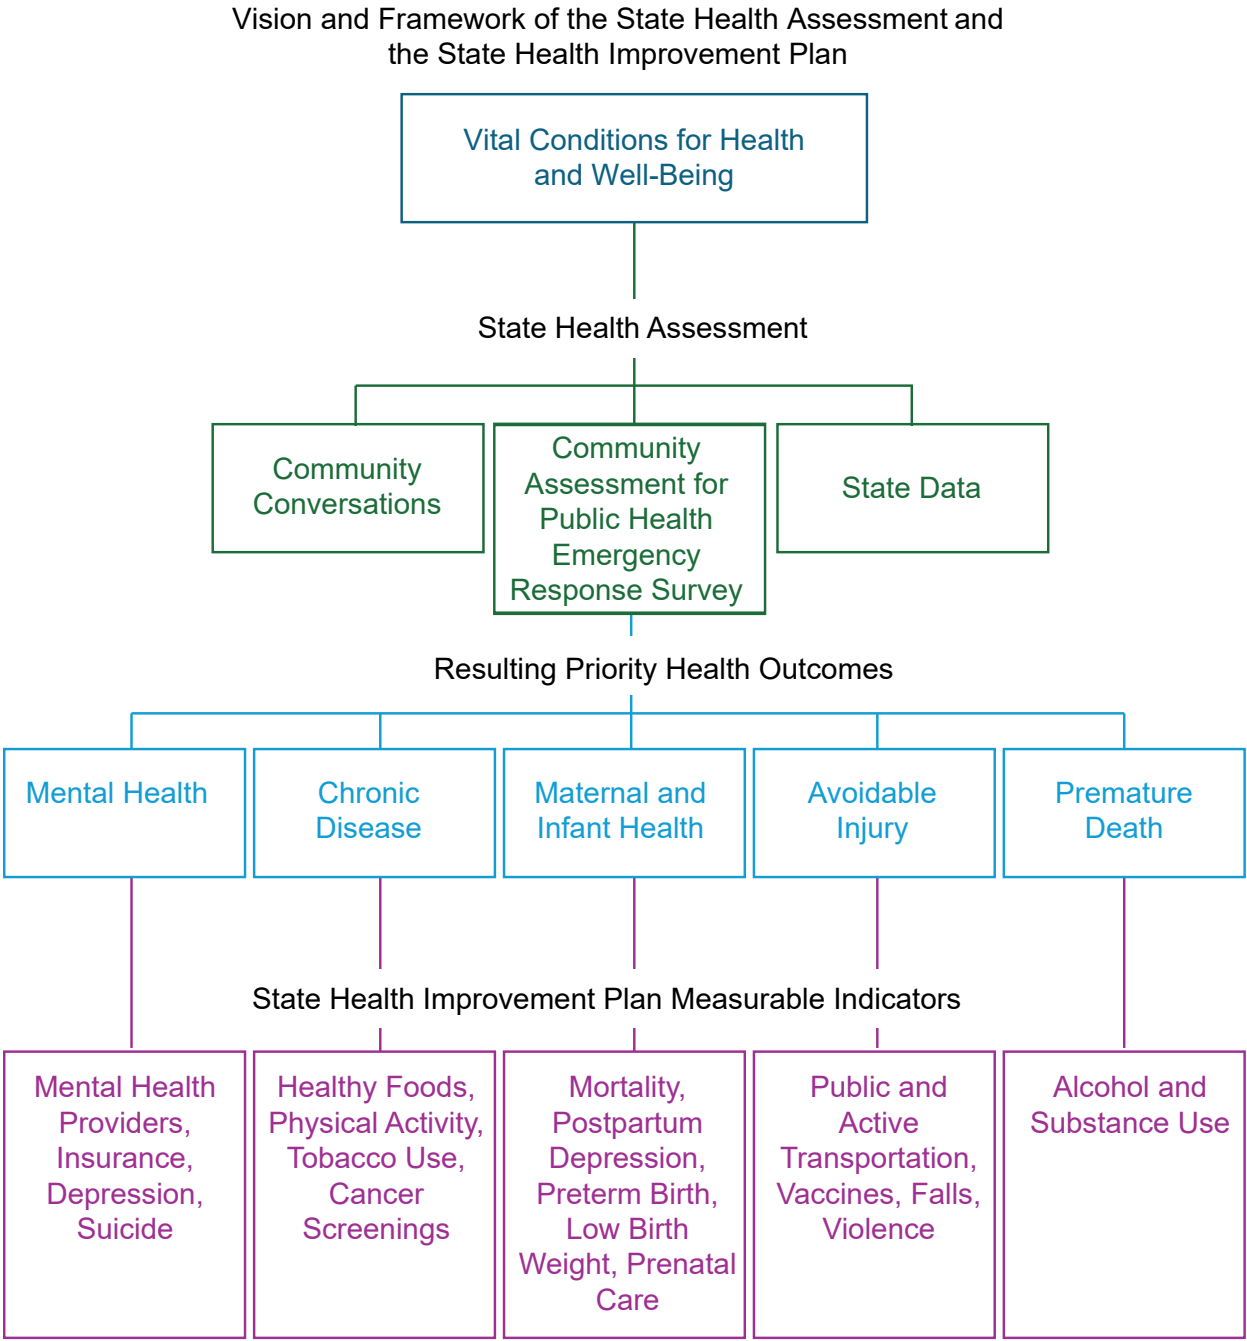 Vision and Framework of the State Health Assessment and
the State Health Improvement Plan
Vital Conditions for Health
and Well-Being
State Health Assessment
Community
Conversations
Community
Assessment for
Public Health
Emergency
Response Survey
State Data
Resulting Priority Health Outcomes
Mental Health
Chronic
Disease
Maternal and
Infant Health
Avoidable
Injury
Premature
Death
State Health Improvement Plan Measurable Indicators
Mental Health
Providers,
Insurance,
Depression,
Suicide
Healthy Foods,
Physical Activity,
Tobacco Use,
Cancer
Screenings
Mortality,
Postpartum
Depression,
Preterm Birth,
Low Birth
Weight, Prenatal
Care
Public and
Active
Transportation,
Vaccines, Falls,
Violence
Alcohol and
Substance Use